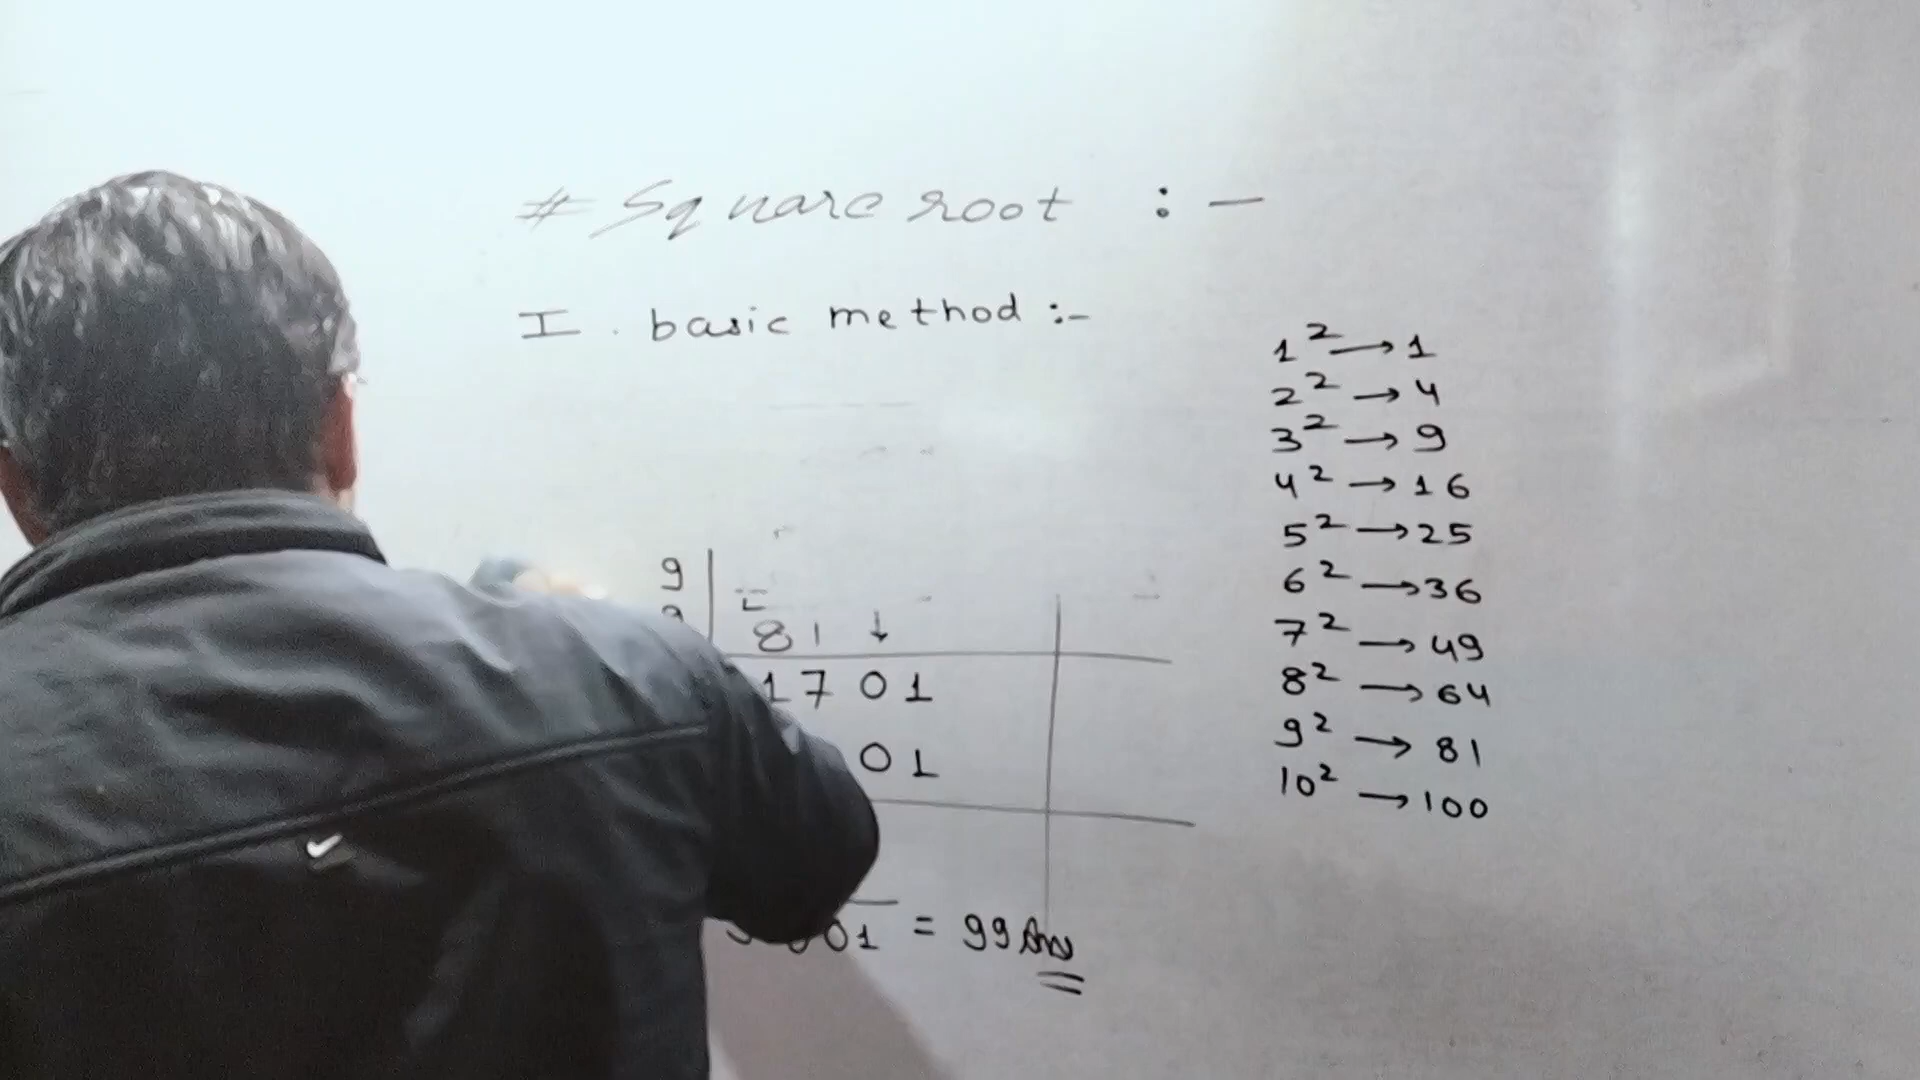 # Square root :-
I. basic method :-
1² → 1
2² → 4
3² → 9
4² → 16
5² → 25
6² → 36
7² → 49
8² → 64
9² → 81
10² → 100
9
81 ↓
1701
01
01 = 99 Ans